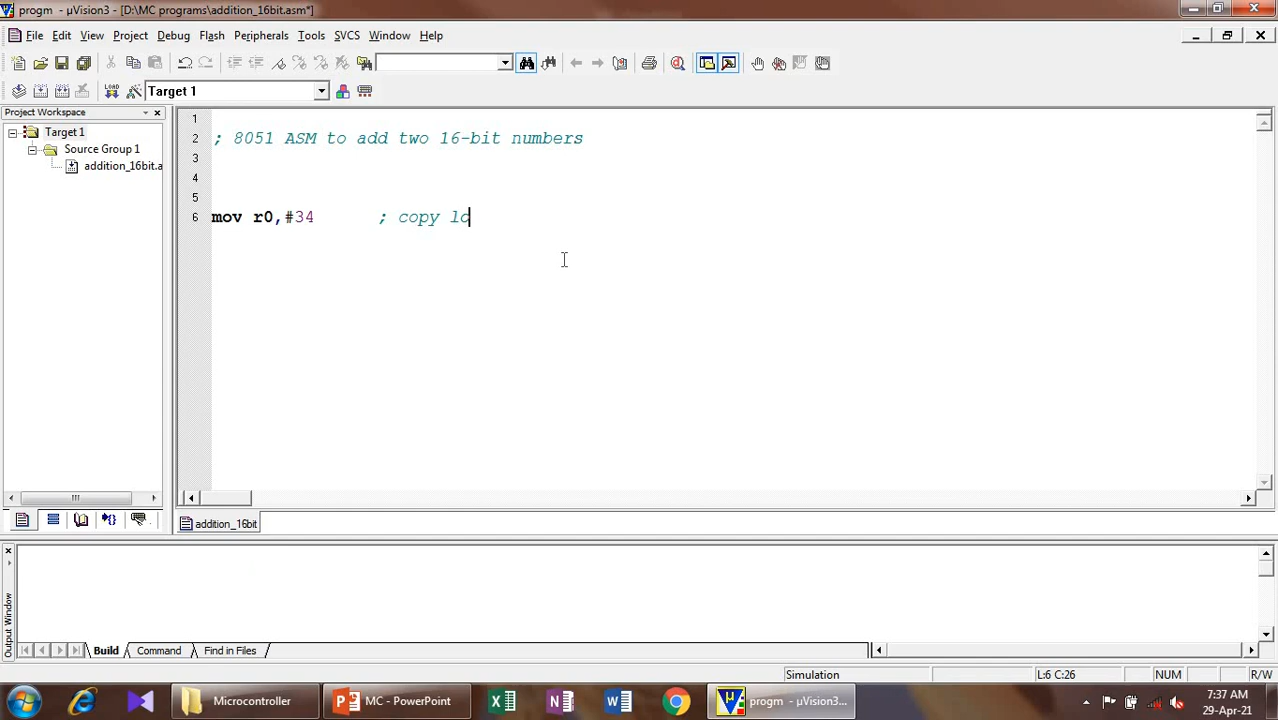 progm - µVision3 - [D:\MC programs\addition_16bit.asm*]
File Edit View Project Debug Flash Peripherals Tools SVCS Window Help
Target 1
Project Workspace
Target 1
Source Group 1
addition_16bit.a
1
2 ; 8051 ASM to add two 16-bit numbers
3
4
5
6 mov r0,#34 ; copy lo
addition_16bit
Output Window
Build Command Find in Files
Simulation L:6 C:26 NUM R/W
Microcontroller MC - PowerPoint progm - µVision3...
7:37 AM
29-Apr-21